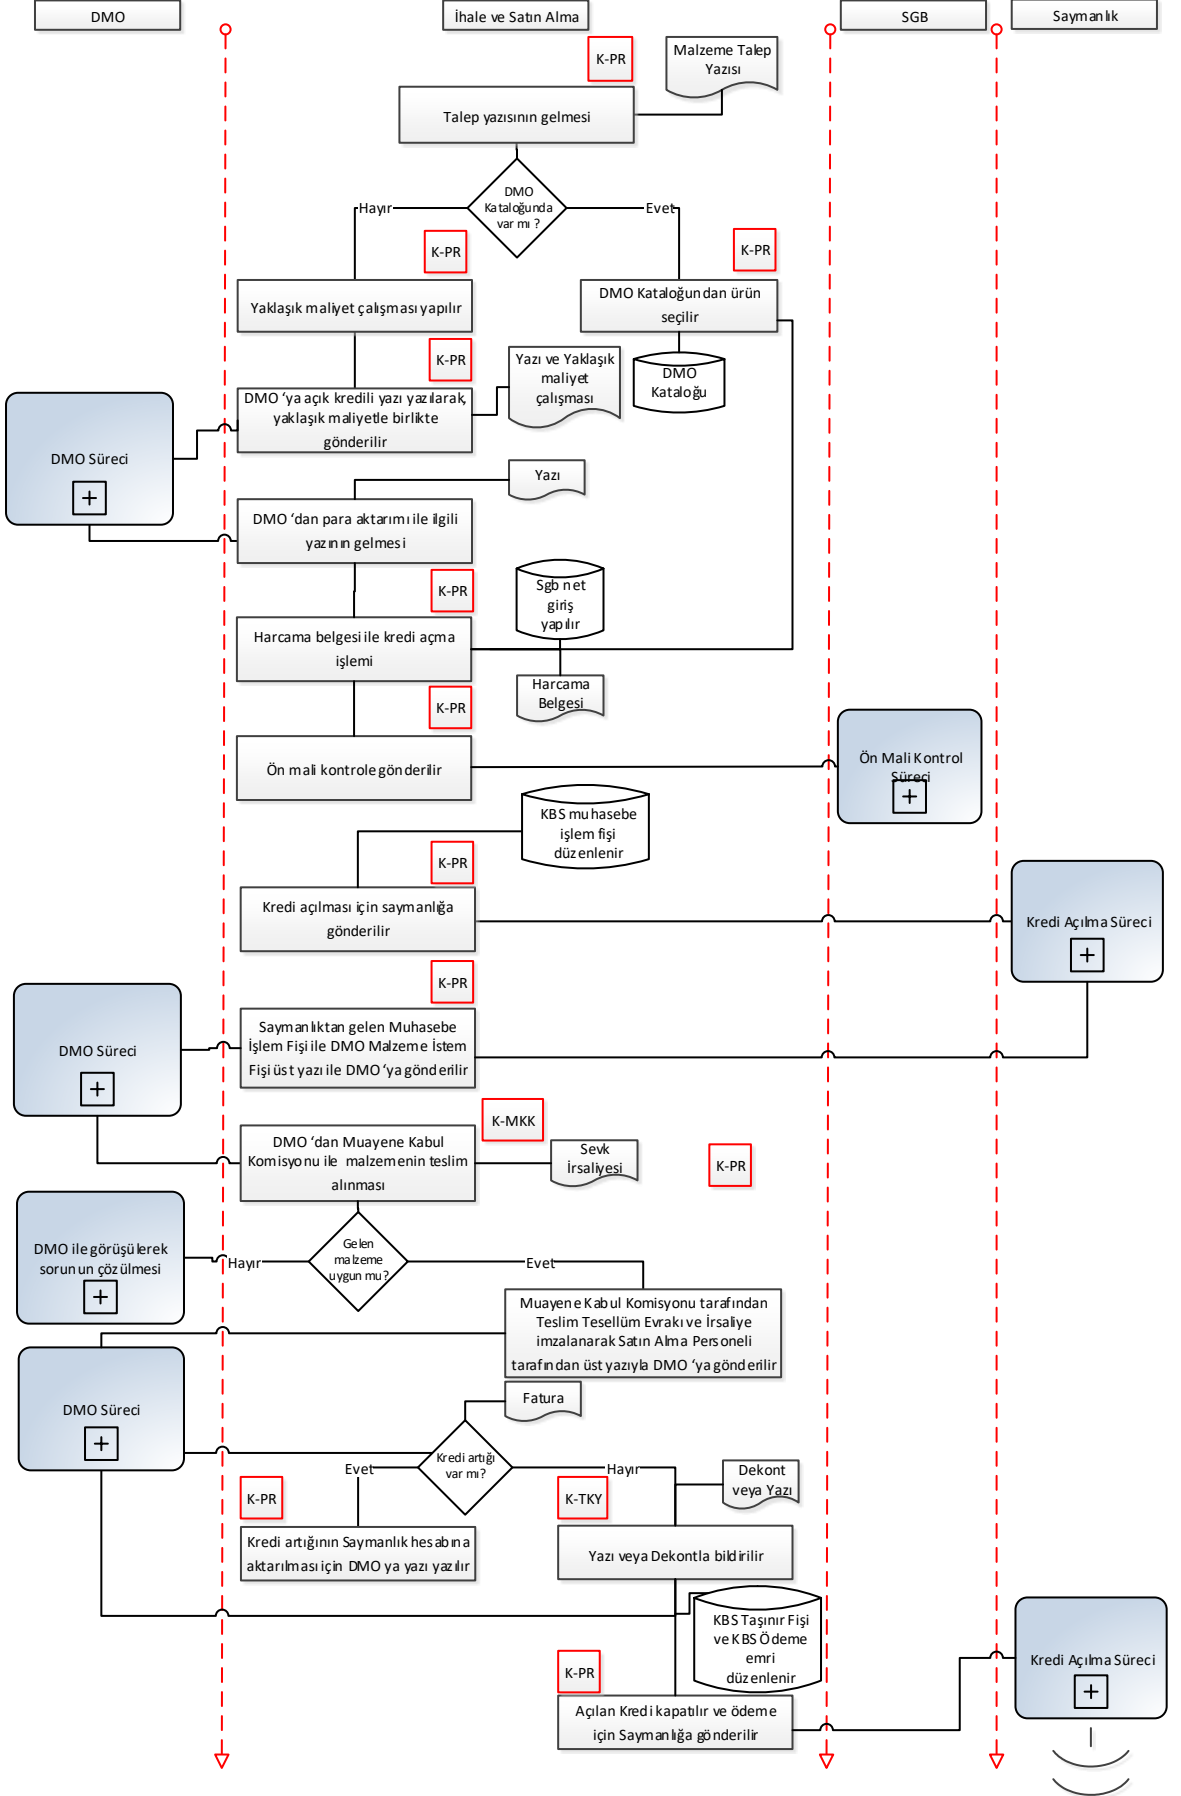 DMO
İhale ve Satın Alma
SGB
Saymanlık
K-PR
Malzeme Talep
Yazısı
Talep yazısının gelmesi
DMO
Kataloğunda
var mı ?
Hayır
Evet
K-PR
K-PR
Yaklaşık maliyet çalışması yapılır
DMO Kataloğundan ürün
seçilir
K-PR
Yazı ve Yaklaşık
maliyet
çalışması
DMO
Kataloğu
DMO ‘ya açık kredili yazı yazılarak,
yaklaşık maliyetle birlikte
gönderilir
DMO Süreci
Yazı
DMO ‘dan para aktarımı ile ilgili
yazının gelmesi
K-PR
Sgb net
giriş
yapılır
Harcama belgesi ile kredi açma
işlemi
Harcama
Belgesi
K-PR
Ön mali kontrole gönderilir
Ön Mali Kontrol
Süreci
KBS muhasebe
işlem fişi
düzenlenir
K-PR
Kredi açılması için saymanlığa
gönderilir
Kredi Açılma Süreci
K-PR
Saymanlıktan gelen Muhasebe
İşlem Fişi ile DMO Malzeme İstem
Fişi üst yazı ile DMO ‘ya gönderilir
DMO Süreci
K-MKK
DMO ‘dan Muayene Kabul
Komisyonu ile malzemenin teslim
alınması
Sevk
İrsaliyesi
K-PR
DMO ile görüşülerek
sorunun çözülmesi
Hayır
Gelen
malzeme
uygun mu?
Evet
Muayene Kabul Komisyonu tarafından
Teslim Tesellüm Evrakı ve İrsaliye
imzalanarak Satın Alma Personeli
tarafından üst yazıyla DMO ‘ya gönderilir
DMO Süreci
Fatura
Kredi artığı
var mı?
Evet
Hayır
K-PR
K-TKY
Dekont
veya Yazı
Kredi artığının Saymanlık hesabına
aktarılması için DMO ya yazı yazılır
Yazı veya Dekontla bildirilir
KBS Taşınır Fişi
ve KBS Ödeme
emri
düzenlenir
K-PR
Kredi Açılma Süreci
Açılan Kredi kapatılır ve ödeme
için Saymanlığa gönderilir